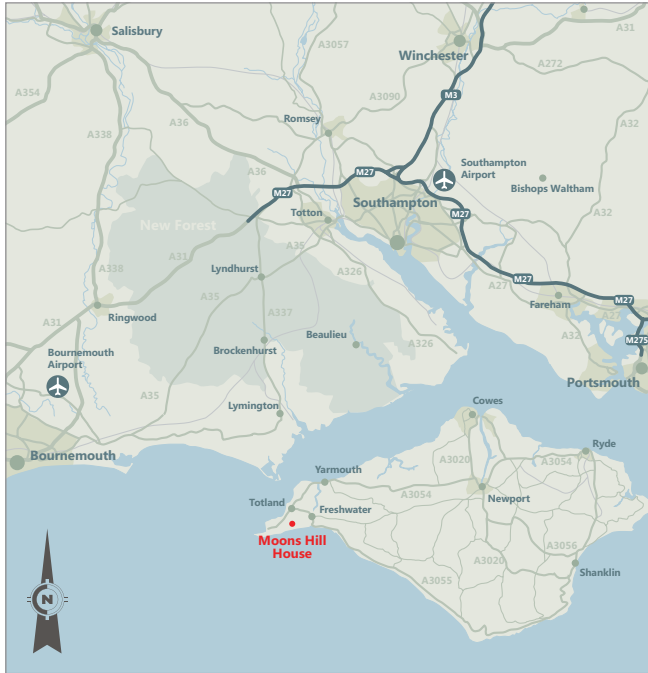 Salisbury
A3057
A31
Winchester
A272
A354
M3
A3090
A36
Romsey
A338
A32
M27
Southampton
Airport
A36
M27
Bishops Waltham
Southampton
M27
New Forest
Totton
A32
A31
A35
Lyndhurst
A326
A338
M27
A27
A35
Fareham
M27
Ringwood
A337
A27
A31
Beaulieu
A32
M275
Bournemouth
Airport
Brockenhurst
A326
Portsmouth
A35
Lymington
Cowes
Bournemouth
Ryde
A3020
A3054
Yarmouth
A3054
Newport
Totland
Freshwater
Moons Hill
House
A3056
A3020
Shanklin
A3055
N